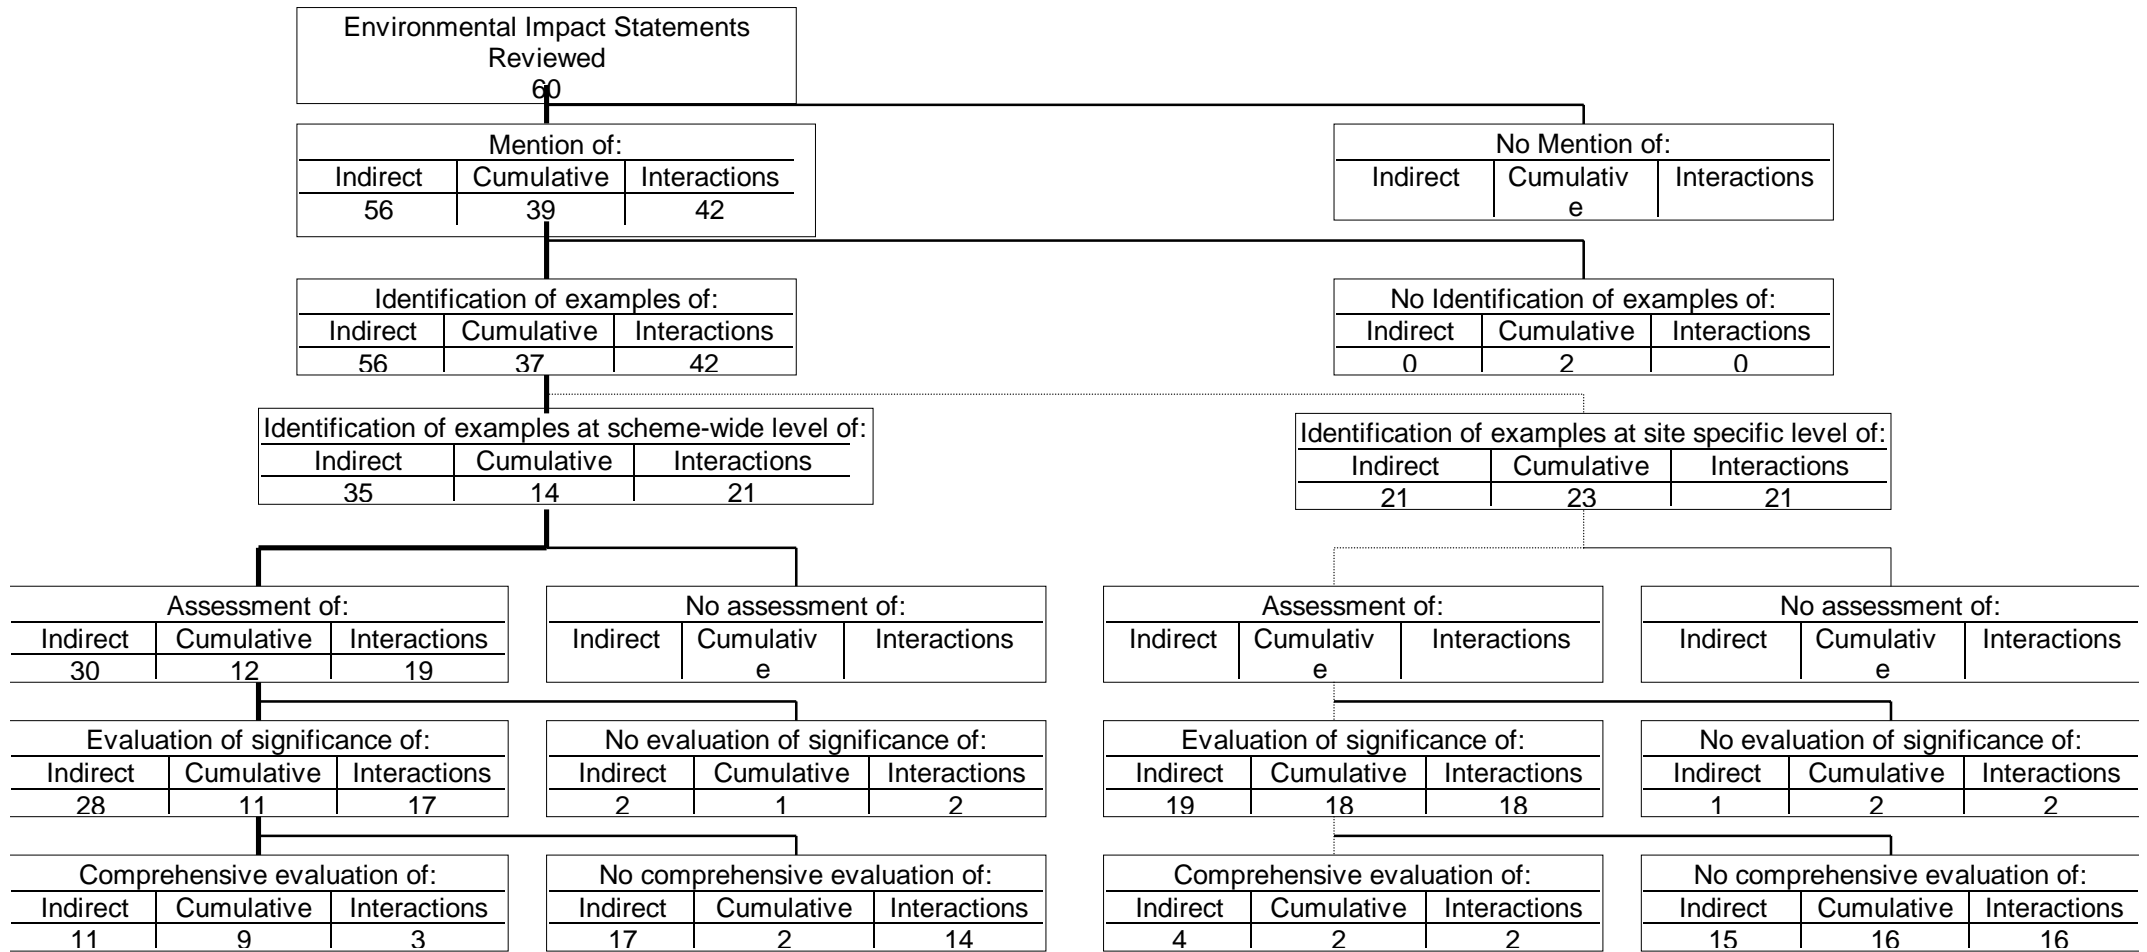 Environmental Impact Statements
Reviewed
60
Mention of:
Indirect Cumulative Interactions
56 39 42
No Mention of:
Indirect Cumulativ Interactions
e
Identification of examples of:
Indirect Cumulative Interactions
56 37 42
No Identification of examples of:
Indirect Cumulative Interactions
0 2 0
Identification of examples at scheme-wide level of:
Indirect Cumulative Interactions
35 14 21
Identification of examples at site specific level of:
Indirect Cumulative Interactions
21 23 21
Assessment of:
Indirect Cumulative Interactions
30 12 19
No assessment of:
Indirect Cumulativ Interactions
e
Assessment of:
Indirect Cumulativ Interactions
e
No assessment of:
Indirect Cumulativ Interactions
e
Evaluation of significance of:
Indirect Cumulative Interactions
28 11 17
No evaluation of significance of:
Indirect Cumulative Interactions
2 1 2
Evaluation of significance of:
Indirect Cumulative Interactions
19 18 18
No evaluation of significance of:
Indirect Cumulative Interactions
1 2 2
Comprehensive evaluation of:
Indirect Cumulative Interactions
11 9 3
No comprehensive evaluation of:
Indirect Cumulative Interactions
17 2 14
Comprehensive evaluation of:
Indirect Cumulative Interactions
4 2 2
No comprehensive evaluation of:
Indirect Cumulative Interactions
15 16 16